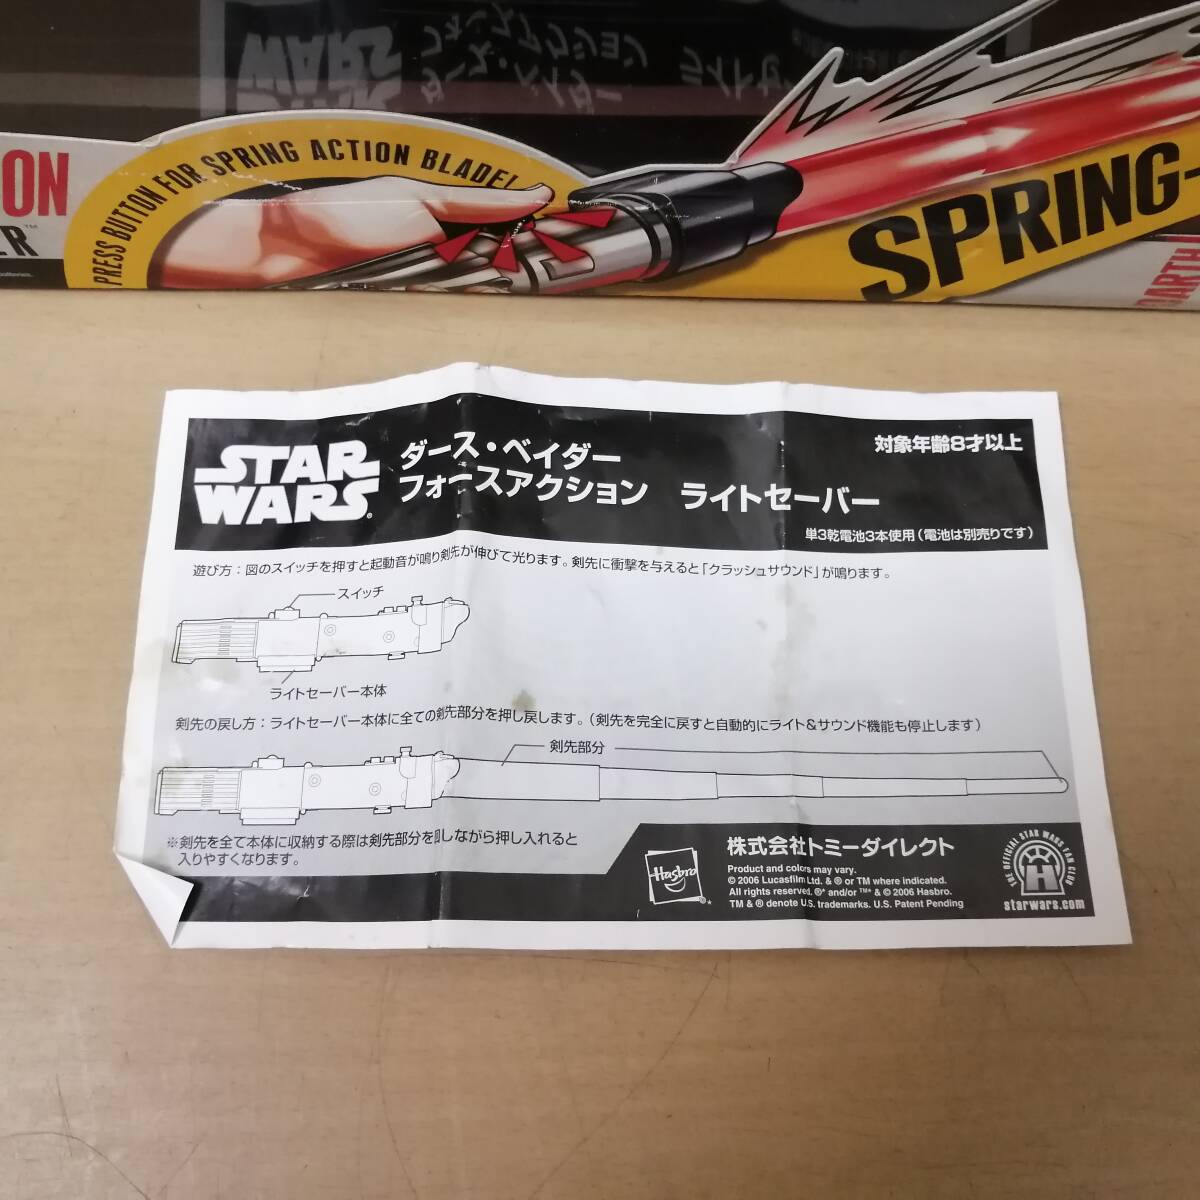 PRESS BUTTON FOR SPRING ACTION BLADE!
ON
ER™
SPRING-
DARTH
STAR
WARS®
ダース・ベイダー
フォースアクション ライトセーバー
対象年齢8才以上
単3乾電池3本使用(電池は別売りです)
遊び方:図のスイッチを押すと起動音が鳴り剣先が伸びて光ります。剣先に衝撃を与えると「クラッシュサウンド」が鳴ります。
スイッチ
ライトセーバー本体
剣先の戻し方:ライトセーバー本体に全ての剣先部分を押し戻します。(剣先を完全に戻すと自動的にライト&サウンド機能も停止します)
剣先部分
※剣先を全て本体に収納する際は剣先部分を回しながら押し入れると
入りやすくなります。
Hasbro®*
株式会社トミーダイレクト
Product and colors may vary.
© 2006 Lucasfilm Ltd. & ® or TM where indicated.
All rights reserved. ®* and/or ™* & © 2006 Hasbro.
TM & ® denote U.S. trademarks. U.S. Patent Pending
THE OFFICIAL STAR WARS FAN CLUB
starwars.com